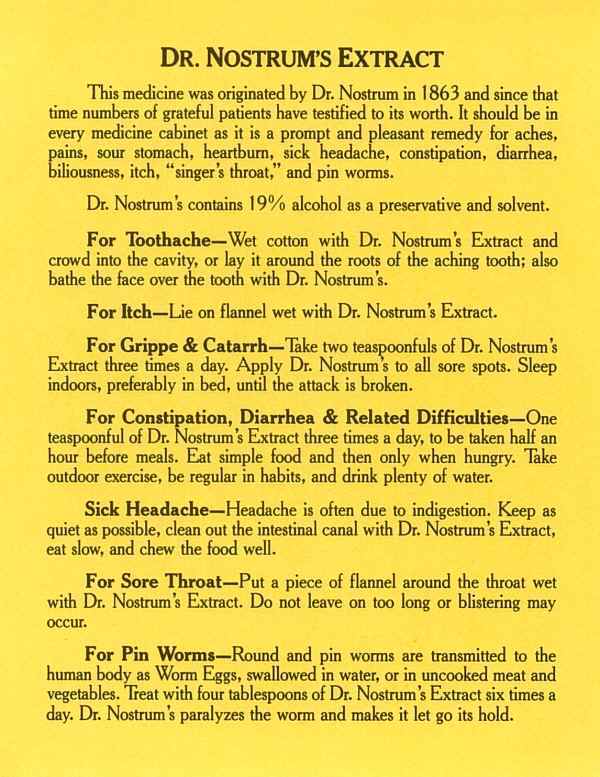 DR. NOSTRUM'S EXTRACT
This medicine was originated by Dr. Nostrum in 1863 and since that
time numbers of grateful patients have testified to its worth. It should be in
every medicine cabinet as it is a prompt and pleasant remedy for aches,
pains, sour stomach, heartburn, sick headache, constipation, diarrhea,
biliousness, itch, “singer's throat,” and pin worms.
Dr. Nostrum's contains 19% alcohol as a preservative and solvent.
For Toothache—Wet cotton with Dr. Nostrum's Extract and
crowd into the cavity, or lay it around the roots of the aching tooth; also
bathe the face over the tooth with Dr. Nostrum's.
For Itch—Lie on flannel wet with Dr. Nostrum's Extract.
For Grippe & Catarrh—Take two teaspoonfuls of Dr. Nostrum's
Extract three times a day. Apply Dr. Nostrum's to all sore spots. Sleep
indoors, preferably in bed, until the attack is broken.
For Constipation, Diarrhea & Related Difficulties—One
teaspoonful of Dr. Nostrum's Extract three times a day, to be taken half an
hour before meals. Eat simple food and then only when hungry. Take
outdoor exercise, be regular in habits, and drink plenty of water.
Sick Headache—Headache is often due to indigestion. Keep as
quiet as possible, clean out the intestinal canal with Dr. Nostrum's Extract,
eat slow, and chew the food well.
For Sore Throat—Put a piece of flannel around the throat wet
with Dr. Nostrum's Extract. Do not leave on too long or blistering may
occur.
For Pin Worms—Round and pin worms are transmitted to the
human body as Worm Eggs, swallowed in water, or in uncooked meat and
vegetables. Treat with four tablespoons of Dr. Nostrum's Extract six times a
day. Dr. Nostrum's paralyzes the worm and makes it let go its hold.